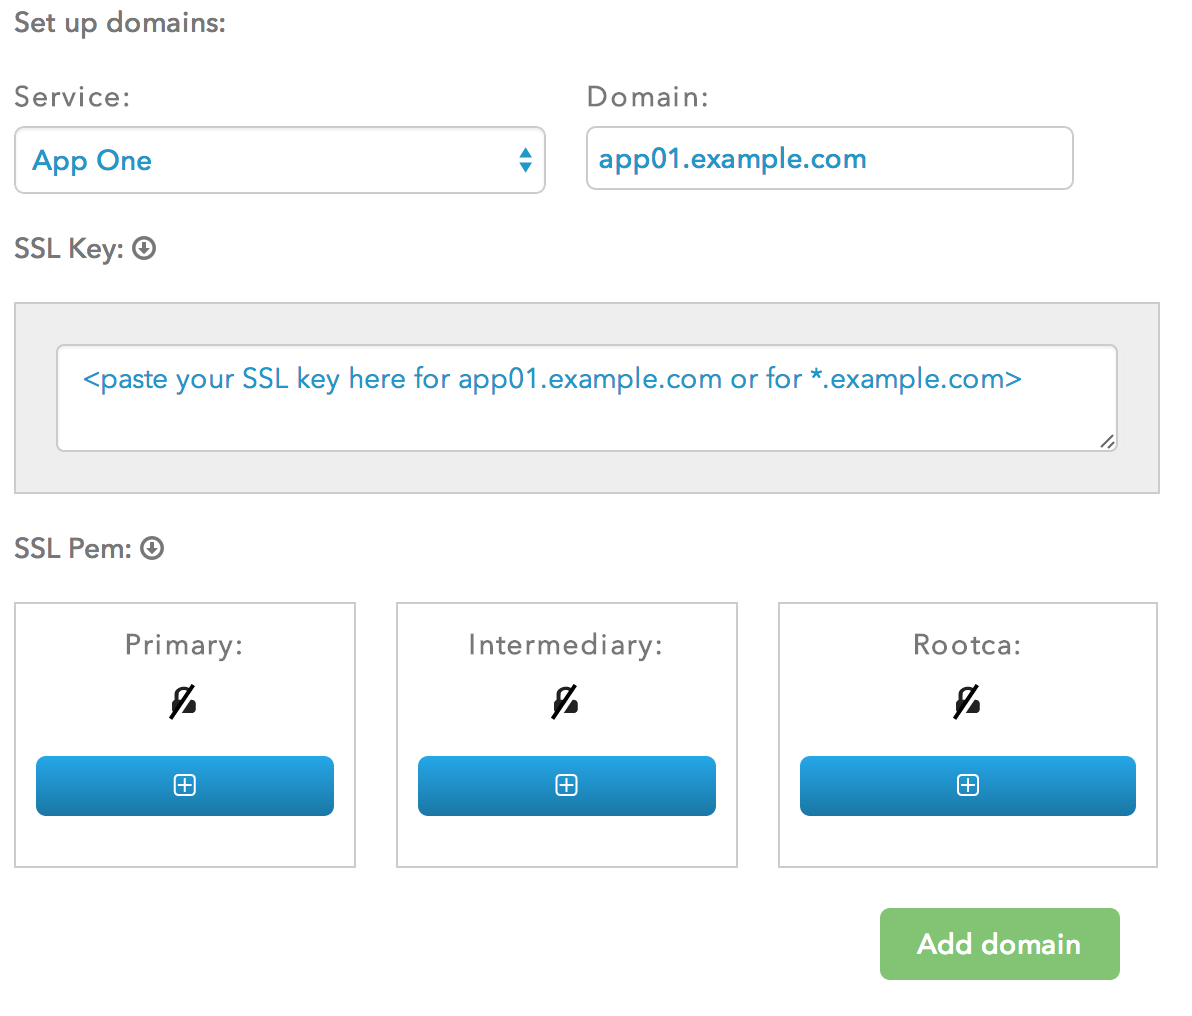 Set up domains:
Service:
Domain:
App One
app01.example.com
SSL Key:
<paste your SSL key here for app01.example.com or for *.example.com>
SSL Pem:
Primary:
Intermediary:
Rootca:
Add domain